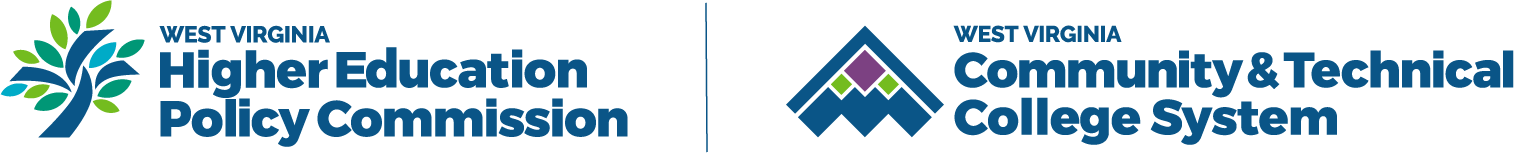 WEST VIRGINIA
Higher Education
Policy Commission
WEST VIRGINIA
Community & Technical
College System